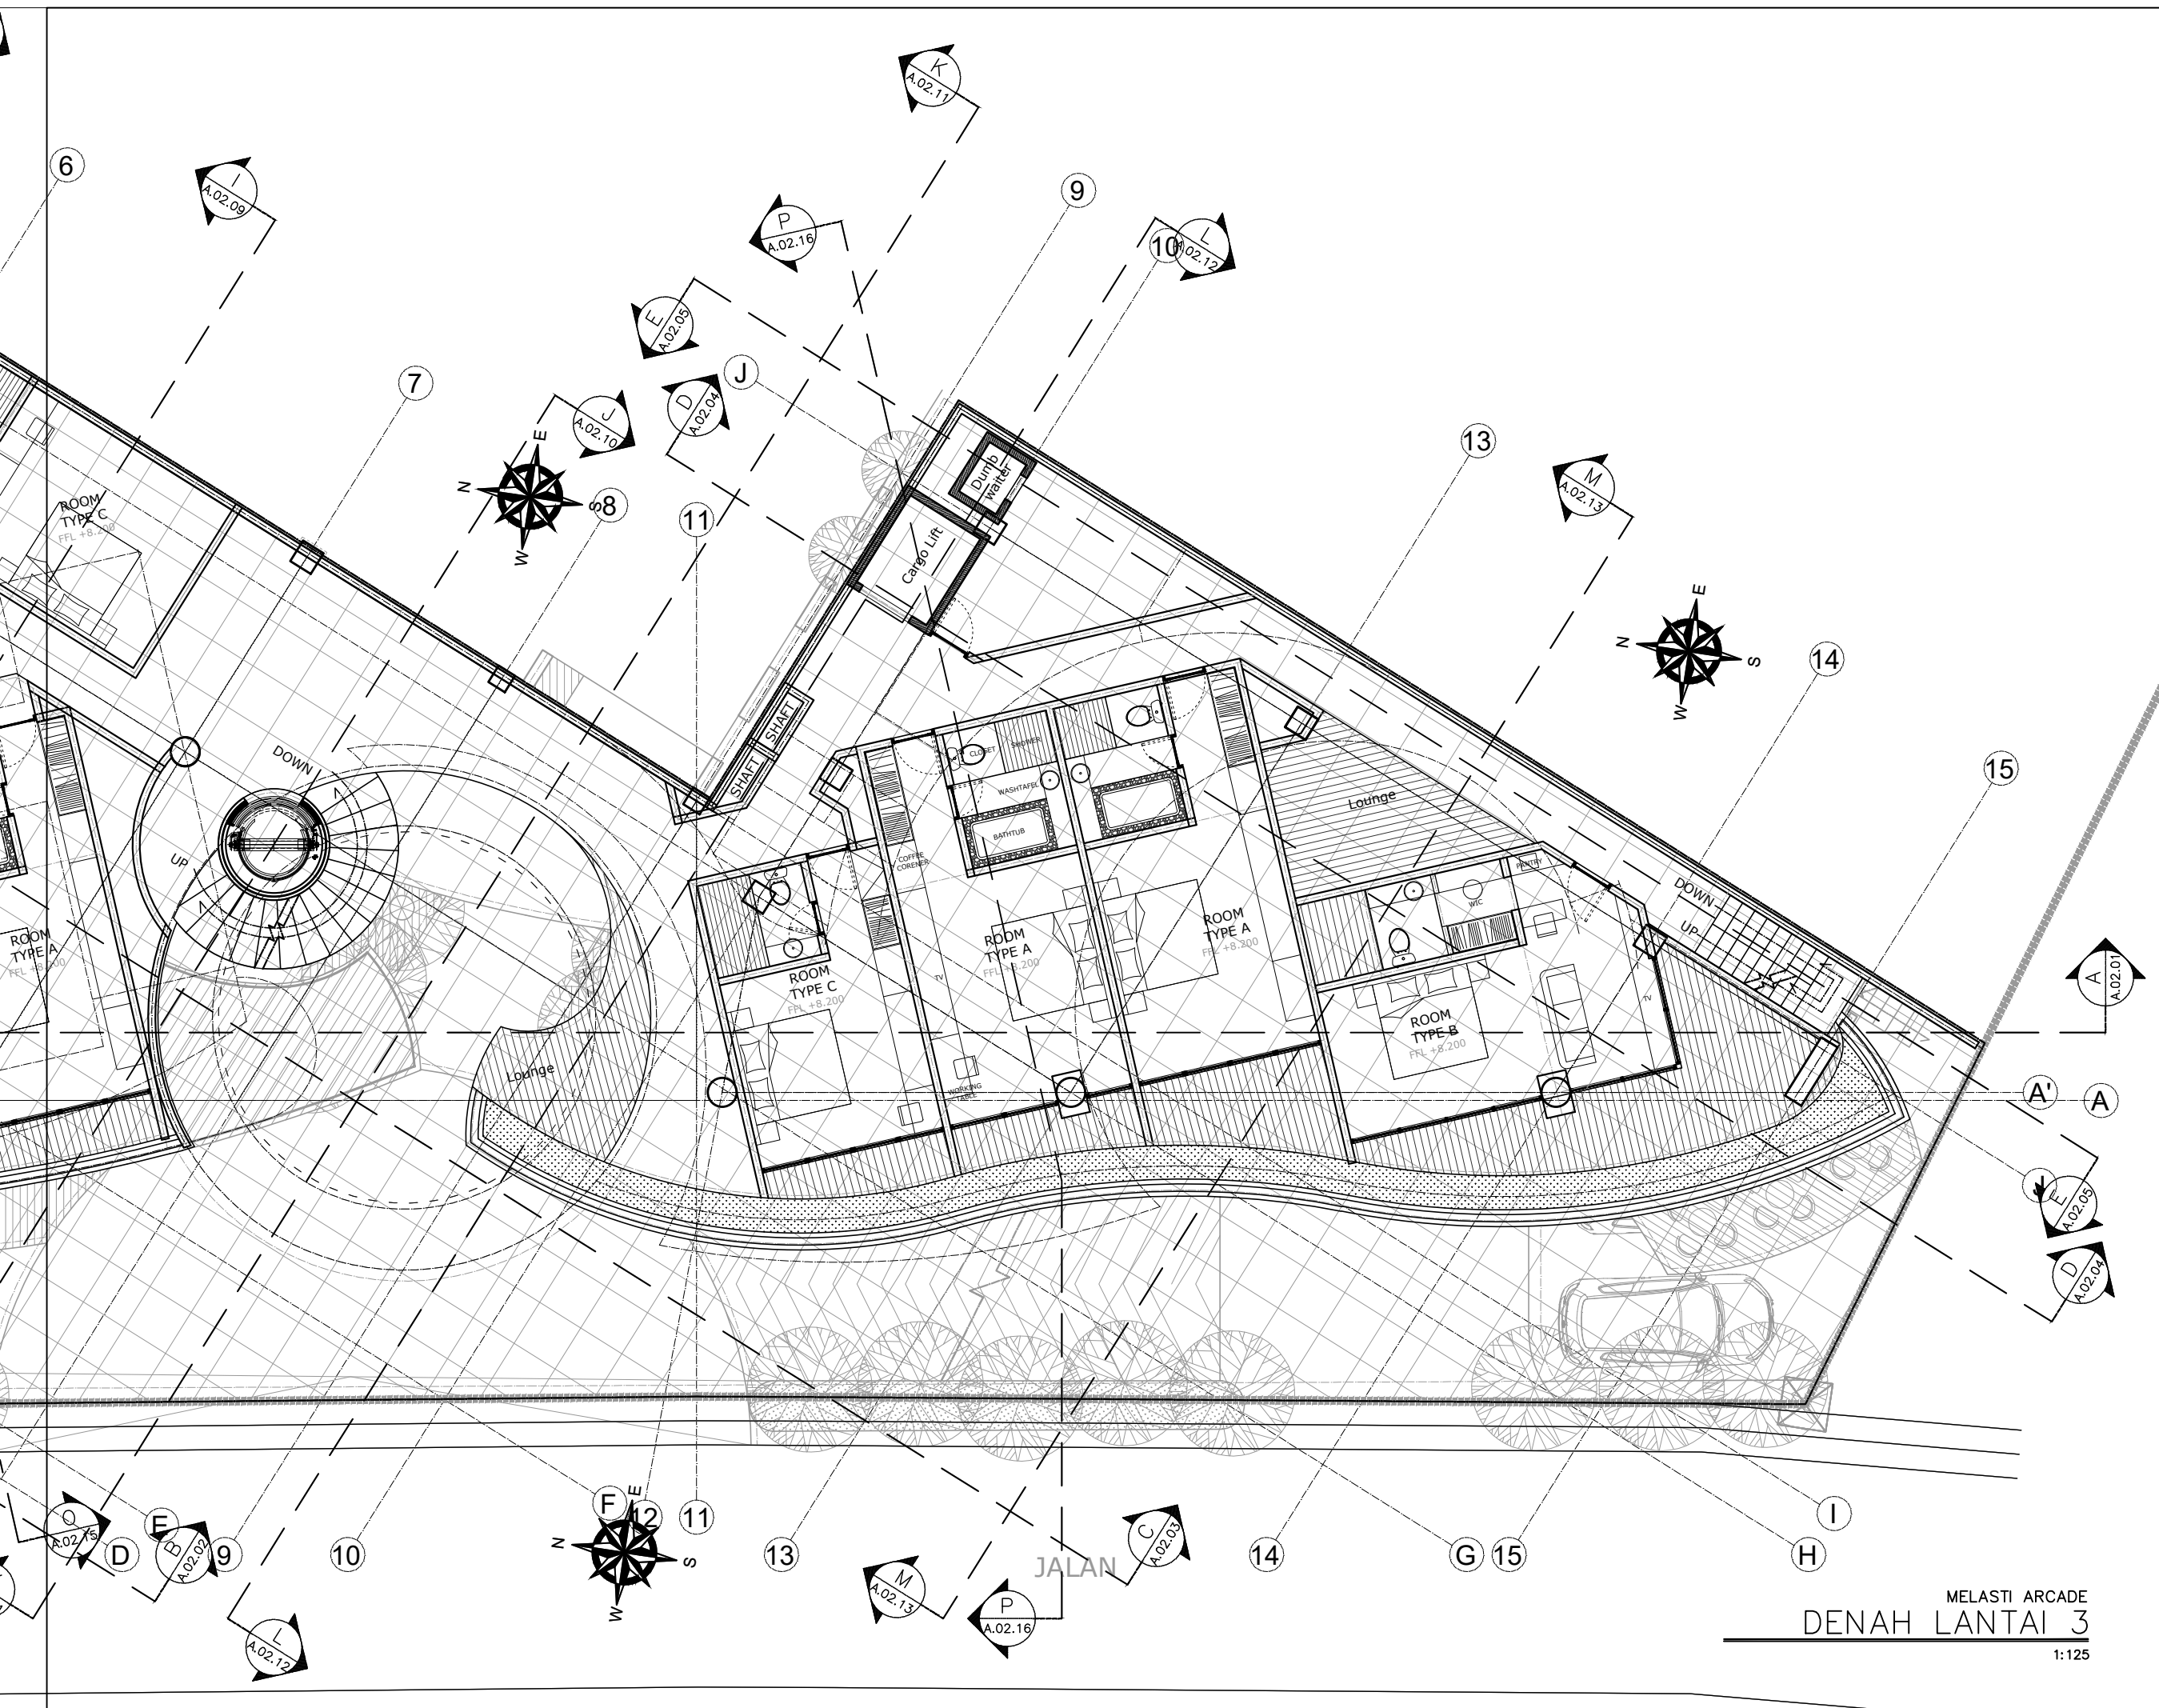 K
A.02.11
6
I
A.02.09
9
P
A.02.16
10
L
A.02.12
E
A.02.05
J
D
A.02.04
7
J
A.02.10
13
M
A.02.13
E
N
S
W
8
11
Dumb
waiter
Cargo Lift
ROOM
TYPE C
FFL +8.200
E
N
S
W
14
15
SHAFT
SHAFT
DOWN
UP
CLOSET
SHOWER
WASHTAFEL
BATHTUB
COFFEE
CORENER
Lounge
PANTRY
WIC
DOWN
UP
ROOM
TYPE A
FFL +8.200
ROOM
TYPE C
FFL +8.200
TV
ROOM
TYPE A
FFL +8.200
ROOM
TYPE A
FFL +8.200
ROOM
TYPE B
FFL +8.200
TV
A
A.02.01
Lounge
WORKING
TABLE
A'
A
J
E
A.02.05
D
A.02.04
O
A.02.15
E
D
B
A.02.02
9
10
F
12
11
E
N
S
W
13
M
A.02.13
JALAN
P
A.02.16
C
A.02.03
14
G
15
H
I
L
A.02.12
MELASTI ARCADE
DENAH LANTAI 3
1:125